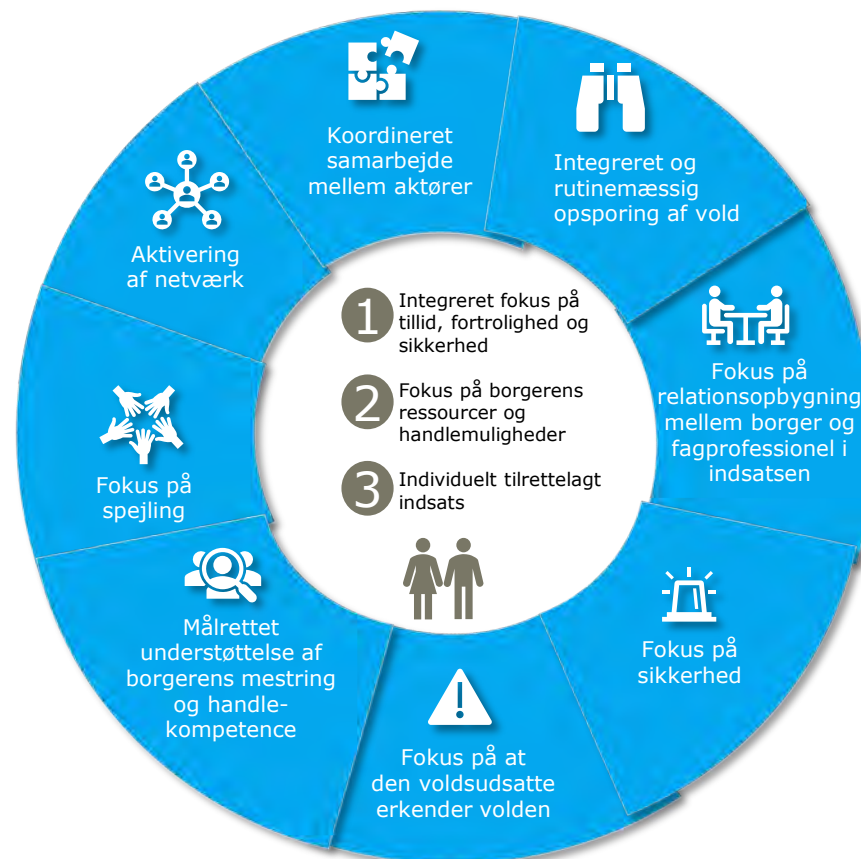 Koordineret
samarbejde
mellem aktører
Integreret og
rutinemæssig
opsporing af vold
Fokus på
relationsopbygning
mellem borger og
fagprofessionel i
indsatsen
Fokus på
sikkerhed
Fokus på at
den voldsudsatte
erkender volden
Målrettet
understøttelse af
borgerens mestring
og handle-
kompetence
Fokus på
spejling
Aktivering
af netværk
1 Integreret fokus på
tillid, fortrolighed og
sikkerhed
2 Fokus på borgerens
ressourcer og
handlemuligheder
3 Individuelt tilrettelagt
indsats